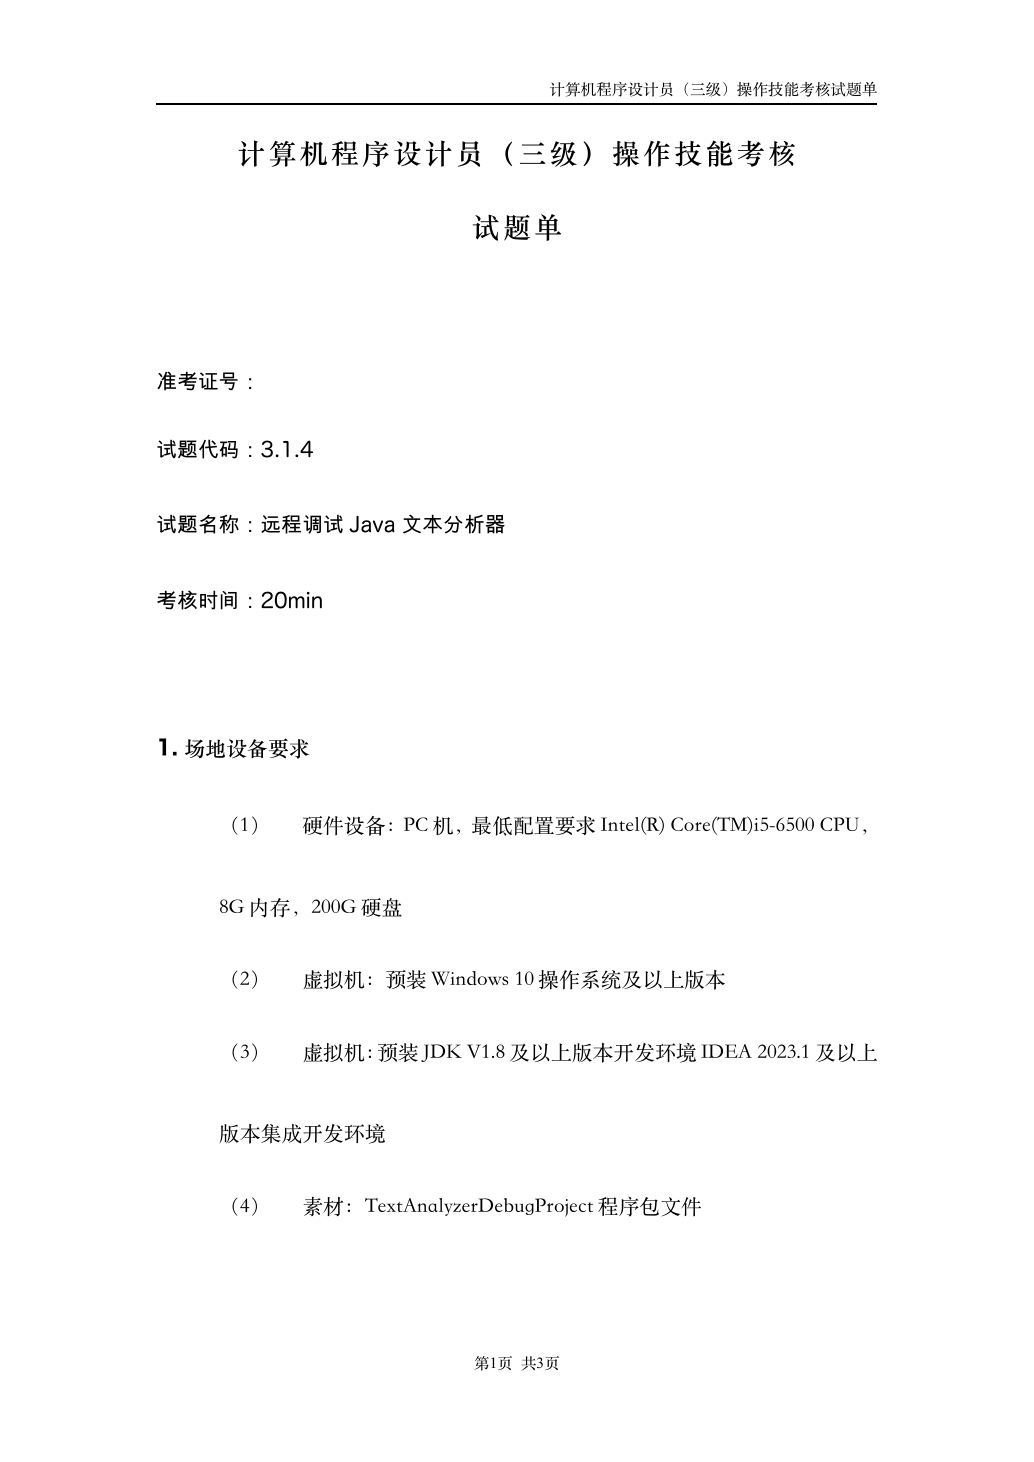 计算机程序设计员（三级）操作技能考核试题单
计算机程序设计员（三级）操作技能考核
试题单
准考证号：
试题代码：3.1.4
试题名称：远程调试 Java 文本分析器
考核时间：20min
1. 场地设备要求
（1） 硬件设备：PC 机，最低配置要求 Intel(R) Core(TM)i5-6500 CPU，
8G 内存，200G 硬盘
（2） 虚拟机：预装 Windows 10 操作系统及以上版本
（3） 虚拟机：预装 JDK V1.8 及以上版本开发环境 IDEA 2023.1 及以上
版本集成开发环境
（4） 素材：TextAnalyzerDebugProject 程序包文件
第1页 共3页